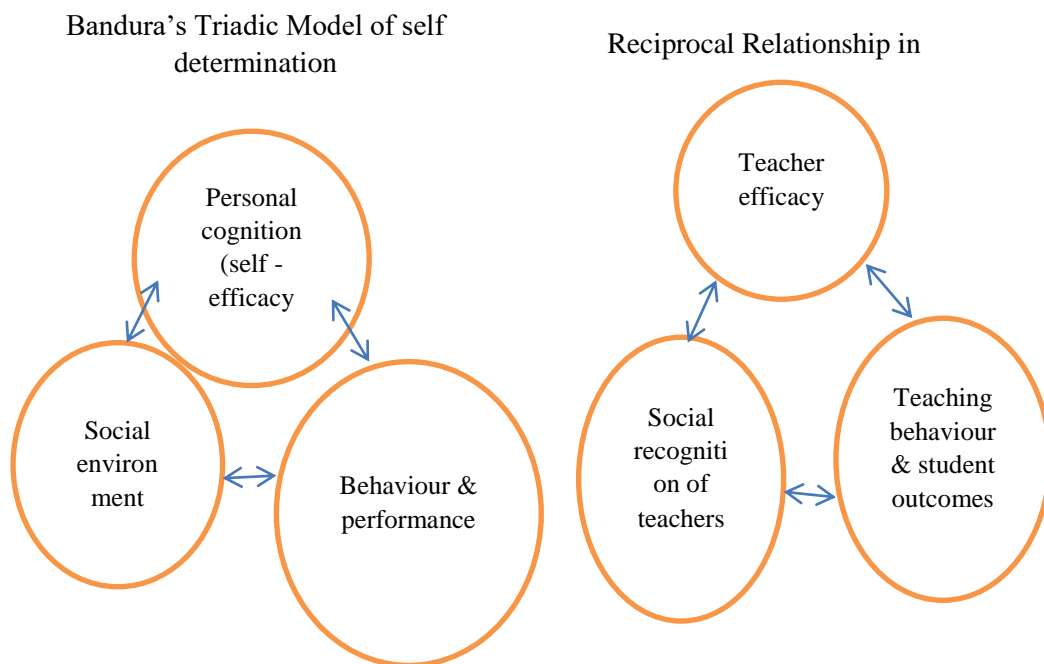 Bandura’s Triadic Model of self
determination
Personal
cognition
(self -
efficacy
Social
environ
ment
Behaviour &
performance
Reciprocal Relationship in
Teacher
efficacy
Social
recogniti
on of
teachers
Teaching
behaviour
& student
outcomes